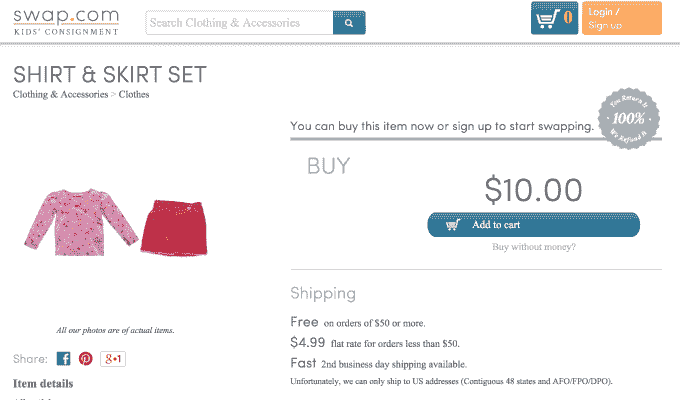 swap.com
KIDS' CONSIGNMENT
Search Clothing & Accessories
0
Login /
Sign up
SHIRT & SKIRT SET
Clothing & Accessories > Clothes
You can buy this item now or sign up to start swapping.
You Return It
100%
We Refund It
BUY
$10.00
Add to cart
Buy without money?
Shipping
Free on orders of $50 or more.
$4.99 flat rate for orders less than $50.
Fast 2nd business day shipping available.
Unfortunately, we can only ship to US addresses (Contiguous 48 states and AFO/FPO/DPO).
All our photos are of actual items.
Share: f g+1
Item details